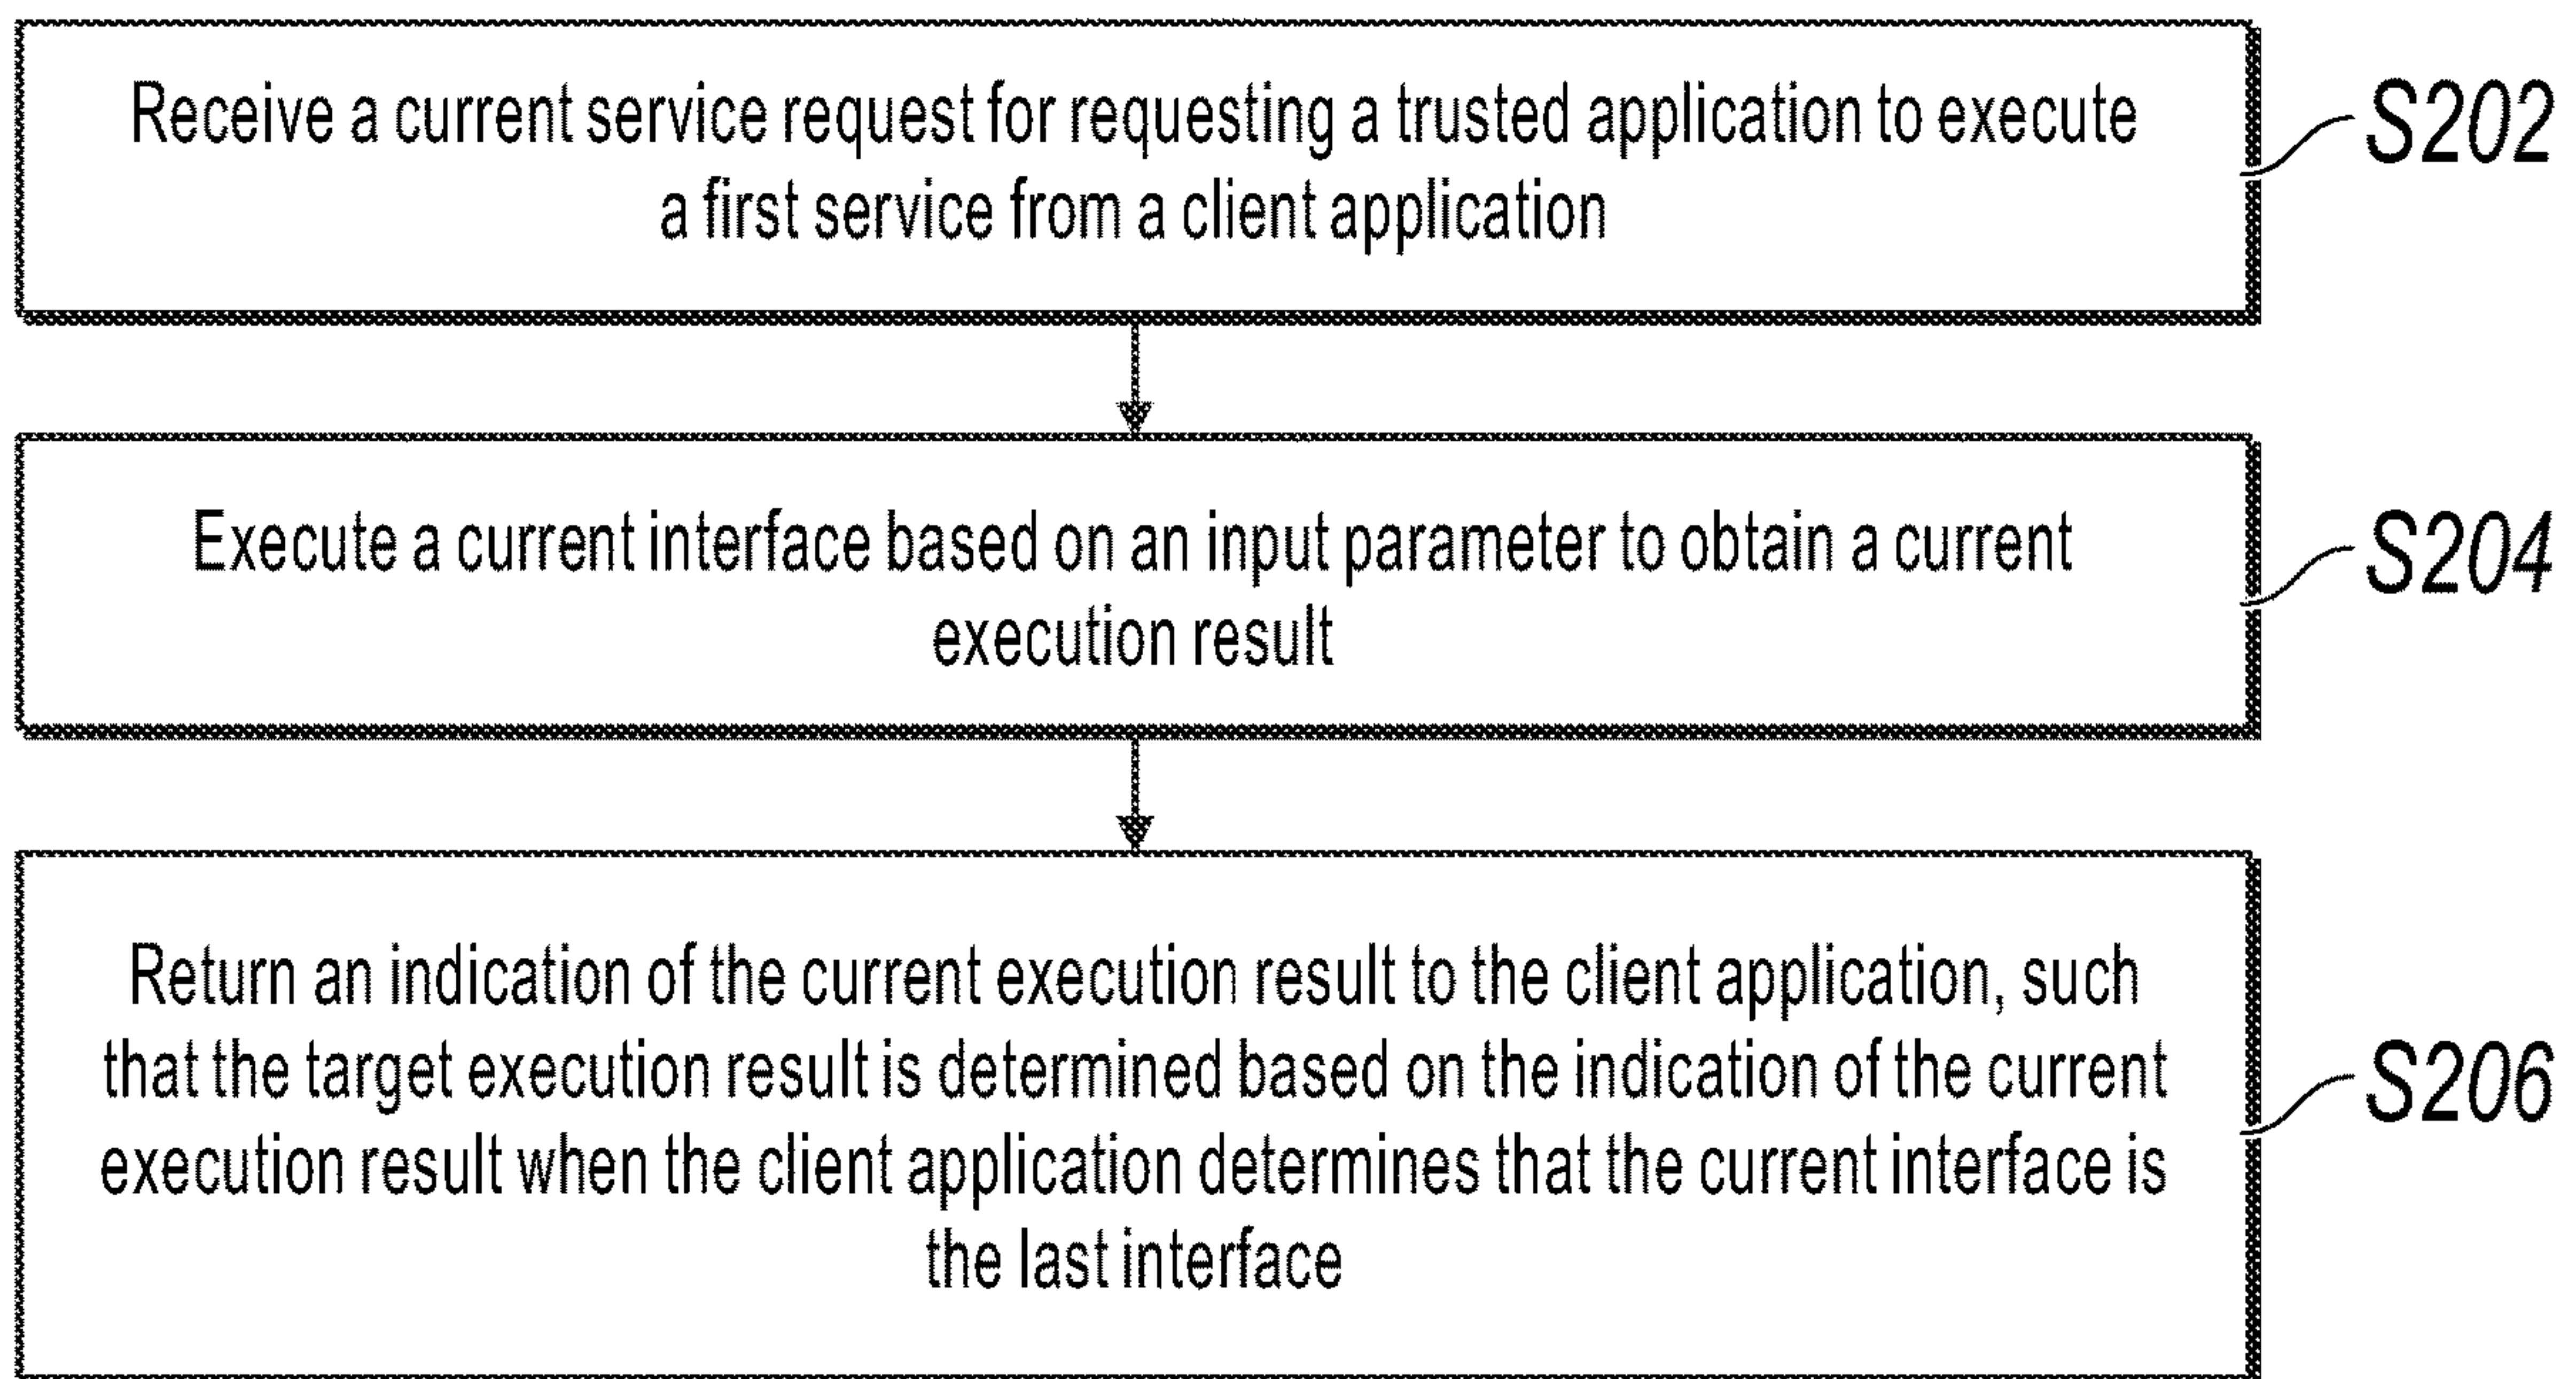 Receive a current service request for requesting a trusted application to execute
a first service from a client application
S202
Execute a current interface based on an input parameter to obtain a current
execution result
S204
Return an indication of the current execution result to the client application, such
that the target execution result is determined based on the indication of the current
execution result when the client application determines that the current interface is
the last interface
S206